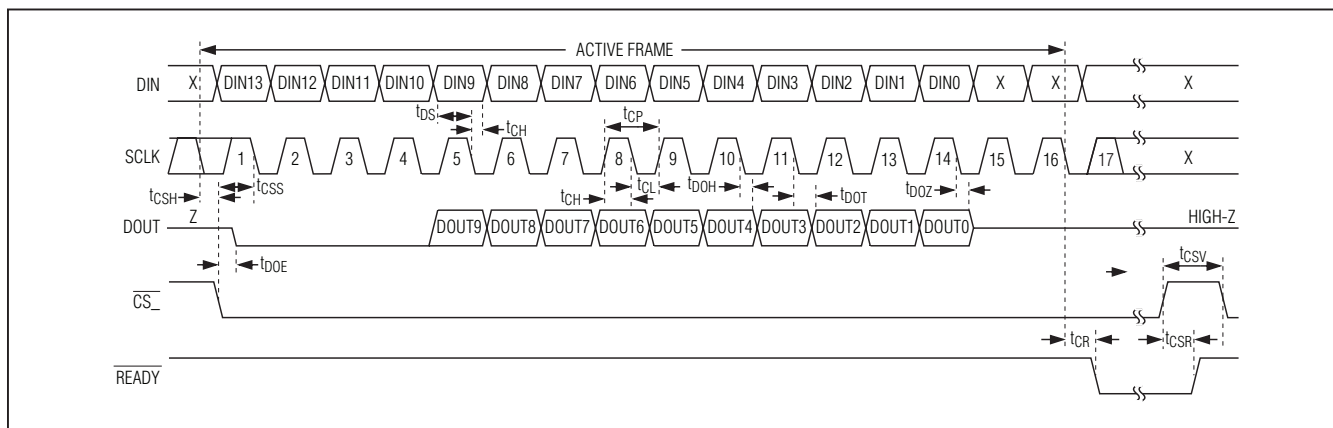 ACTIVE FRAME
DIN X DIN13 DIN12 DIN11 DIN10 DIN9 DIN8 DIN7 DIN6 DIN5 DIN4 DIN3 DIN2 DIN1 DIN0 X X X
tDS tCH tCP
SCLK 1 2 3 4 5 6 7 8 9 10 11 12 13 14 15 16 17 X
tCSH tCSS tCH tCL tDOH tDOT tDOZ
DOUT Z DOUT9 DOUT8 DOUT7 DOUT6 DOUT5 DOUT4 DOUT3 DOUT2 DOUT1 DOUT0 HIGH-Z
tDOE tCSV
CS_
tCR tCSR
READY